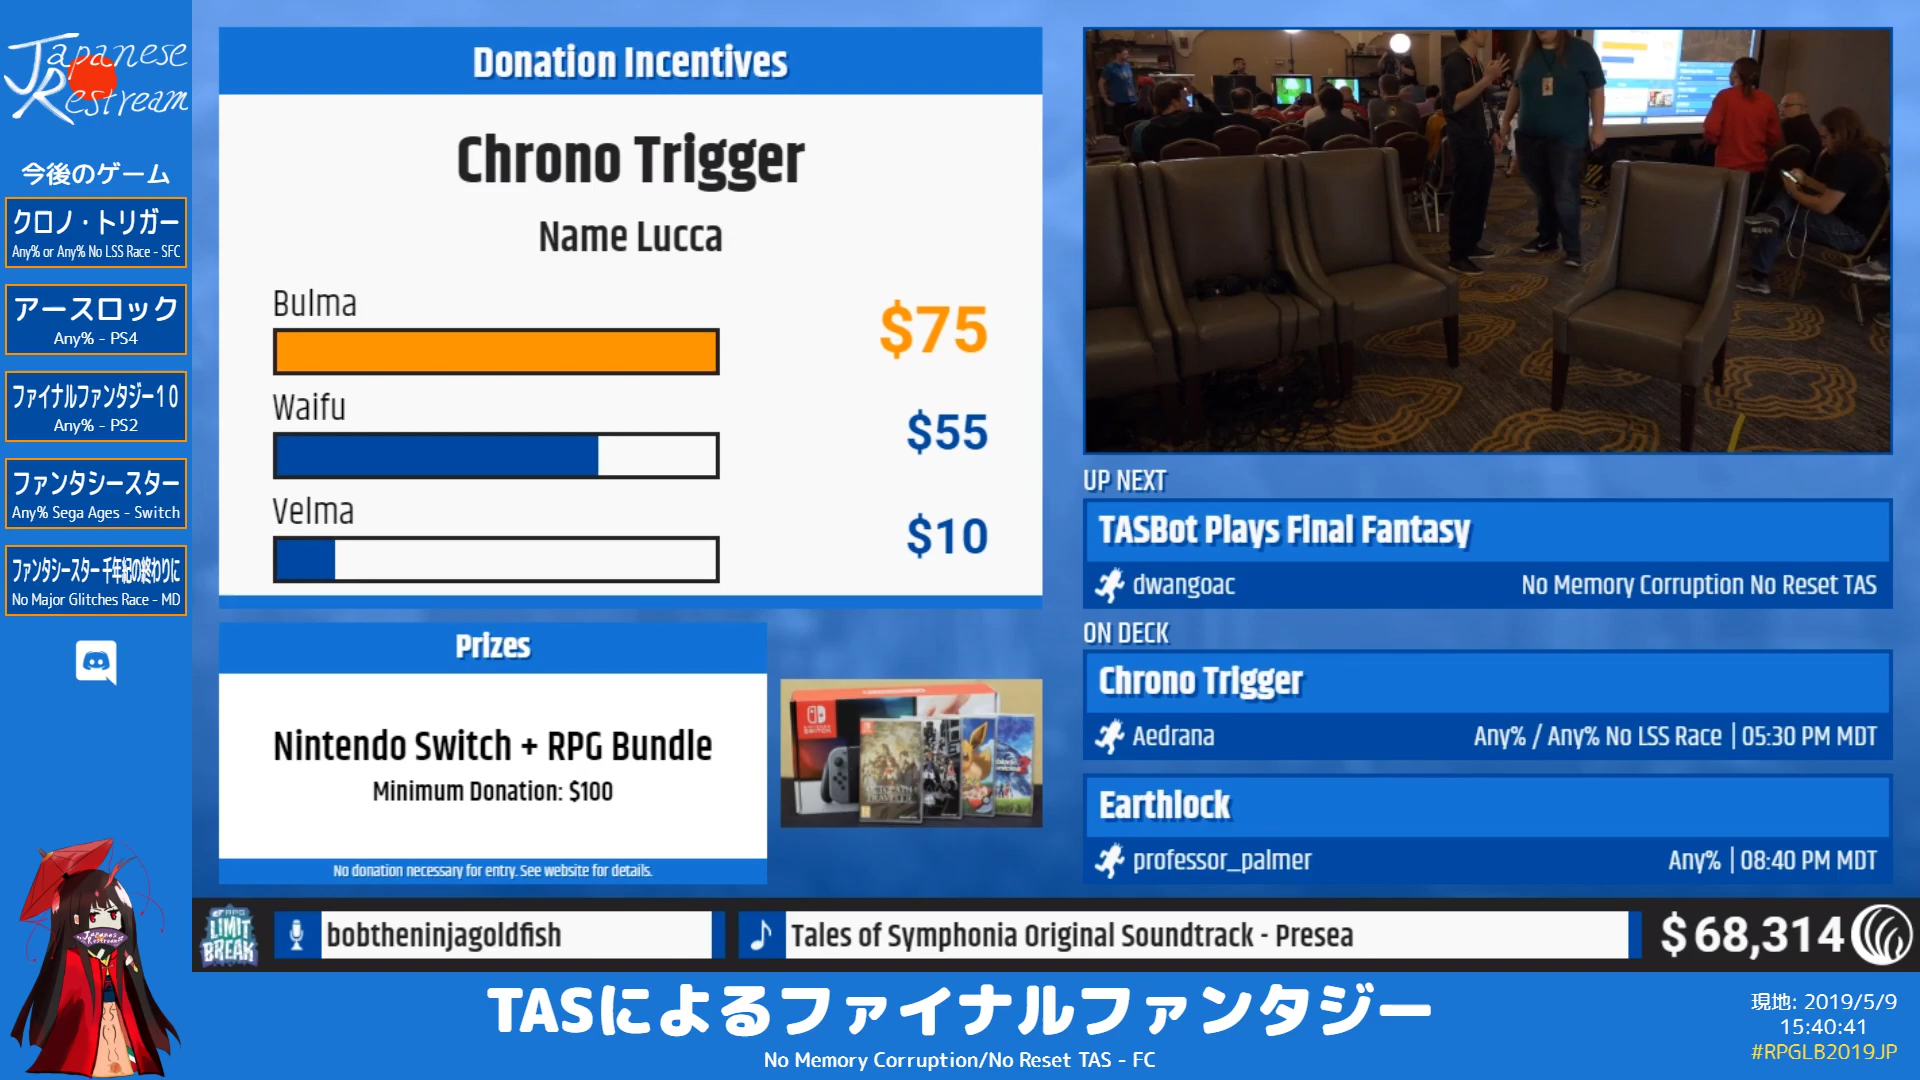 Japanese
Restream
今後のゲーム
クロノ・トリガー
Any% or Any% No LSS Race - SFC
アースロック
Any% - PS4
ファイナルファンタジー10
Any% - PS2
ファンタシースター
Any% Sega Ages - Switch
ファンタシースター 千年紀の終わりに
No Major Glitches Race - MD
Donation Incentives
Chrono Trigger
Name Lucca
Bulma
$75
Waifu
$55
Velma
$10
Prizes
Nintendo Switch + RPG Bundle
Minimum Donation: $100
No donation necessary for entry. See website for details.
UP NEXT
TASBot Plays Final Fantasy
dwangoac No Memory Corruption No Reset TAS
ON DECK
Chrono Trigger
Aedrana Any% / Any% No LSS Race | 05:30 PM MDT
Earthlock
professor_palmer Any% | 08:40 PM MDT
RPG
LIMIT
BREAK
bobtheninjagoldfish
Tales of Symphonia Original Soundtrack - Presea
$68,314
TASによるファイナルファンタジー
No Memory Corruption/No Reset TAS - FC
現地: 2019/5/9
15:40:41
#RPGLB2019JP